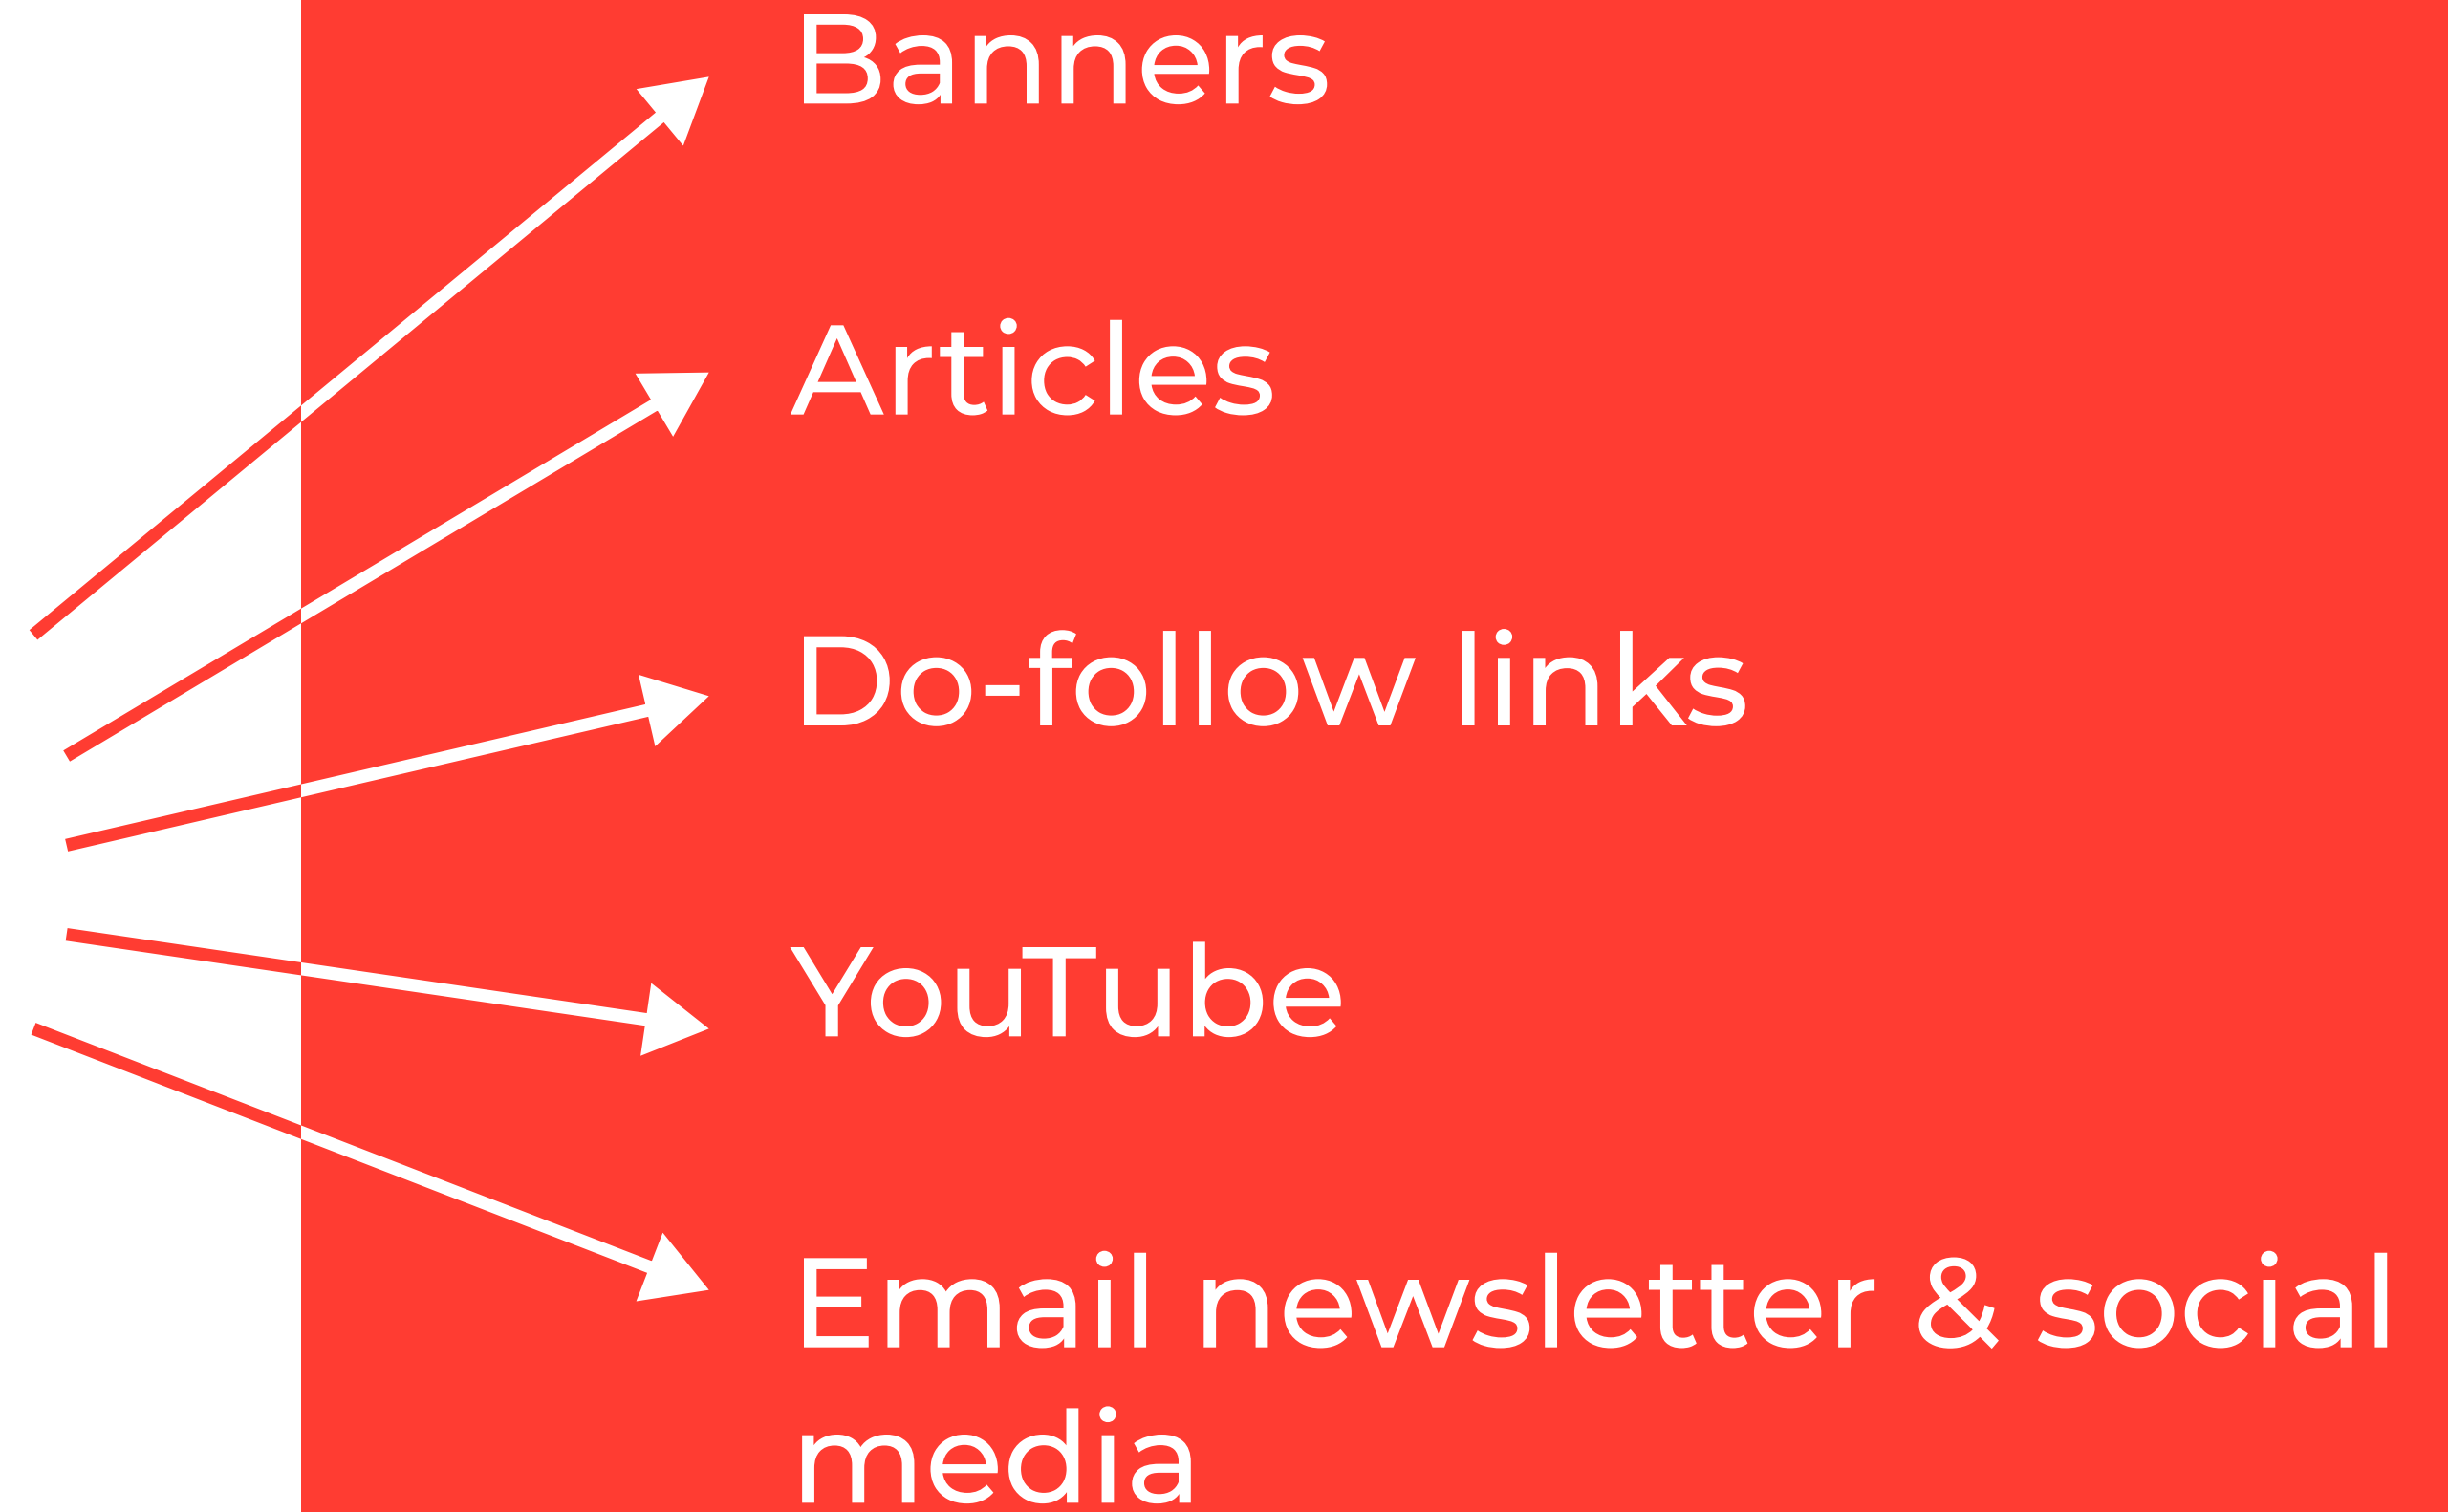 Banners
Articles
Do-follow links
YouTube
Email newsletter & social
media